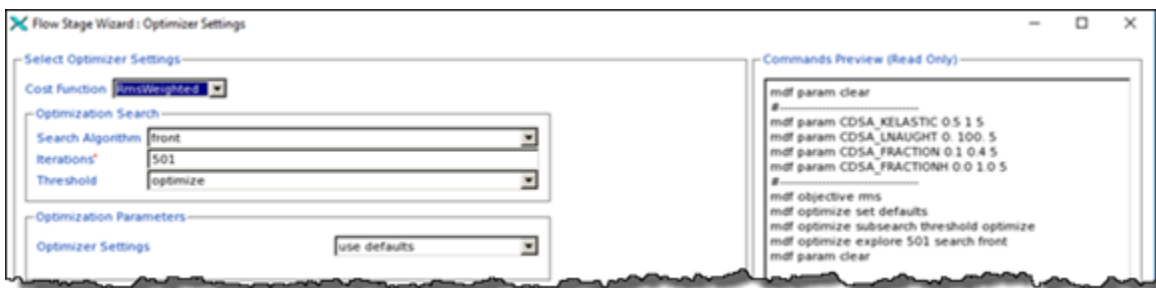 Flow Stage Wizard : Optimizer Settings
Select Optimizer Settings
Cost Function RmsWeighted
Optimization Search
Search Algorithm front
Iterations* 501
Threshold optimize
Optimization Parameters
Optimizer Settings use defaults
Commands Preview (Read Only)
mdf param clear
#------------------------------
mdf param CDSA_KELASTIC 0.5 1 5
mdf param CDSA_LNAUGHT 0. 100. 5
mdf param CDSA_FRACTION 0.1 0.4 5
mdf param CDSA_FRACTIONH 0.0 1.0 5
#------------------------------
mdf objective rms
mdf optimize set defaults
mdf optimize subsearch threshold optimize
mdf optimize explore 501 search front
mdf param clear